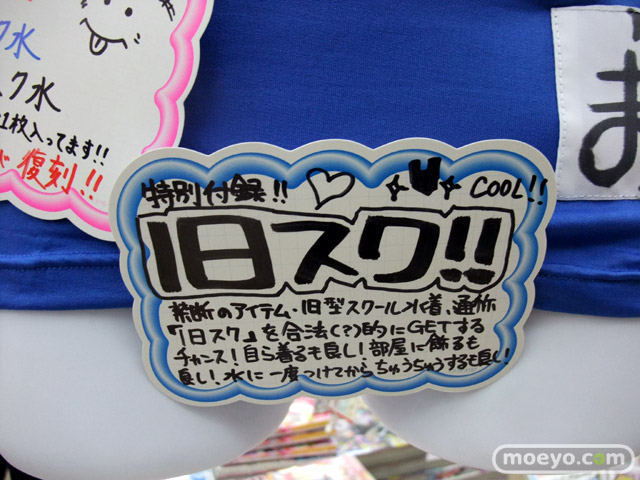 ク水
スク水
1枚入ってます!!
復刻!!
ま
特別付録!! COOL!!
旧スク!!
禁断のアイテム・旧型スクール水着、通称
「旧スク」を合法(?)的にGETする
チャンス!自ら着るも良し!部屋に飾るも
良し!水に一度つけてからちゅうちゅうするも良し!
moeyo.com